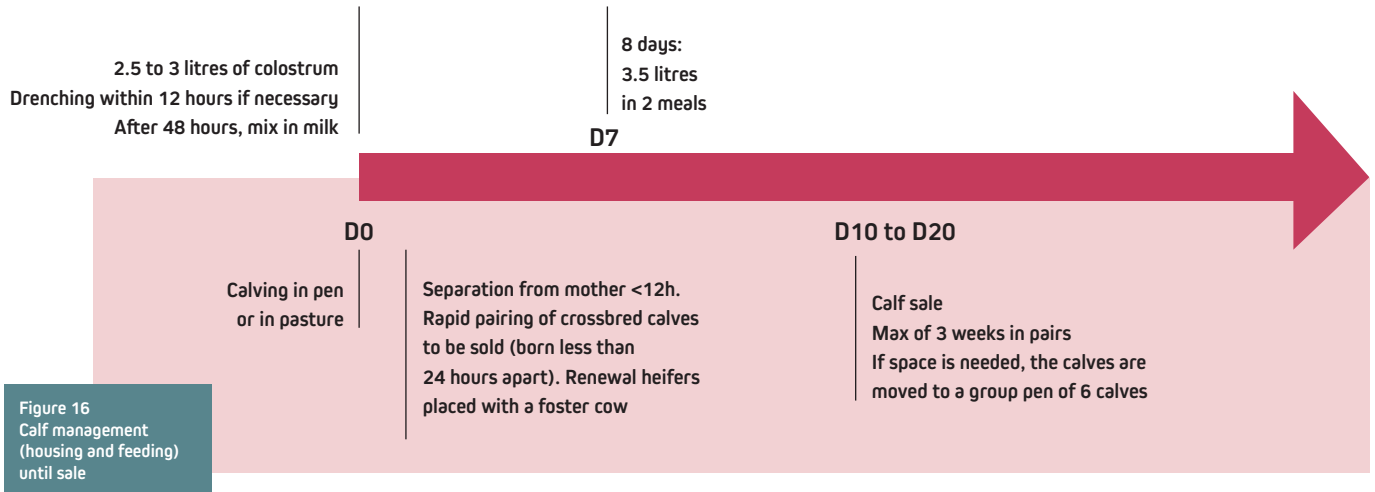 2.5 to 3 litres of colostrum
Drenching within 12 hours if necessary
After 48 hours, mix in milk
8 days:
3.5 litres
in 2 meals
D7
D0
D10 to D20
Calving in pen
or in pasture
Separation from mother <12h.
Rapid pairing of crossbred calves
to be sold (born less than
24 hours apart). Renewal heifers
placed with a foster cow
Calf sale
Max of 3 weeks in pairs
If space is needed, the calves are
moved to a group pen of 6 calves
Figure 16
Calf management
(housing and feeding)
until sale